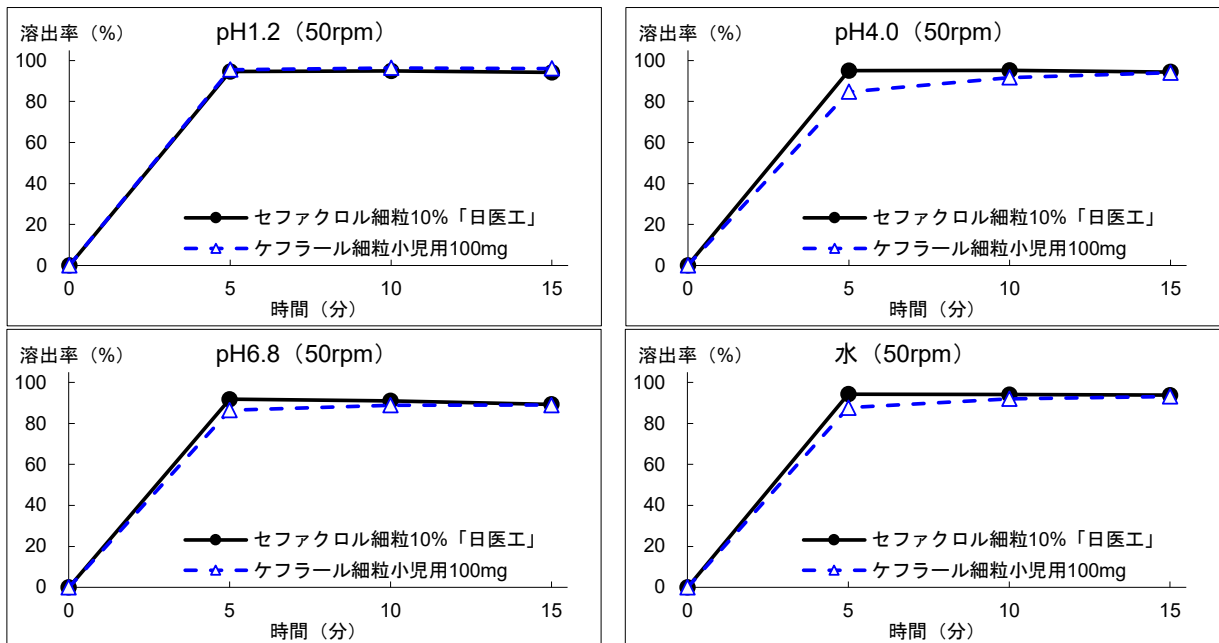 溶出率（%） pH1.2（50rpm）
100
80
60
40
20
0
セファクロル細粒10%「日医工」
ケフラール細粒小児用100mg
0 5 10 15
時間（分）
溶出率（%） pH4.0（50rpm）
100
80
60
40
20
0
セファクロル細粒10%「日医工」
ケフラール細粒小児用100mg
0 5 10 15
時間（分）
溶出率（%） pH6.8（50rpm）
100
80
60
40
20
0
セファクロル細粒10%「日医工」
ケフラール細粒小児用100mg
0 5 10 15
時間（分）
溶出率（%） 水（50rpm）
100
80
60
40
20
0
セファクロル細粒10%「日医工」
ケフラール細粒小児用100mg
0 5 10 15
時間（分）